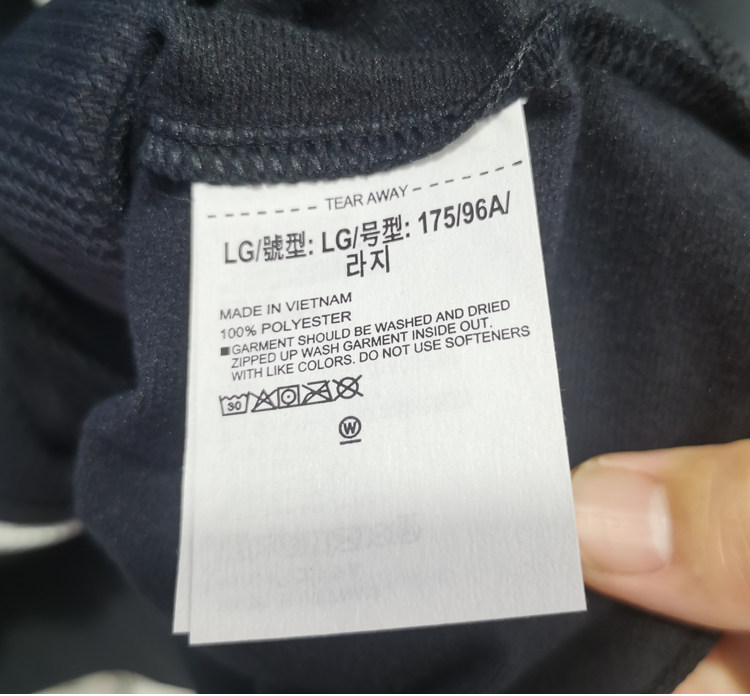 TEAR AWAY
LG/號型: LG/号型: 175/96A/
라지
MADE IN VIETNAM
100% POLYESTER
■GARMENT SHOULD BE WASHED AND DRIED
ZIPPED UP WASH GARMENT INSIDE OUT.
WITH LIKE COLORS. DO NOT USE SOFTENERS
30
W